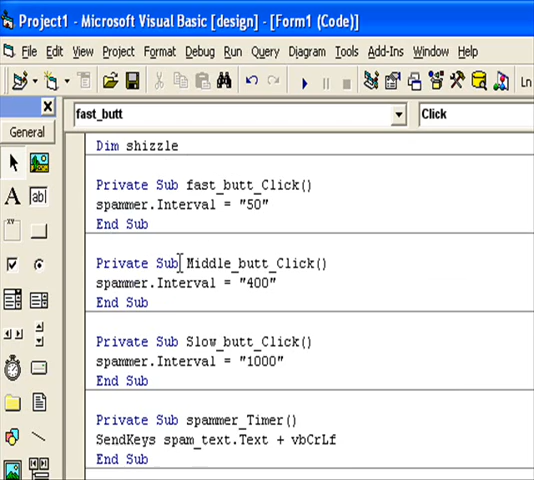 Project1 - Microsoft Visual Basic [design] - [Form1 (Code)]
File Edit View Project Format Debug Run Query Diagram Tools Add-Ins Window Help
Ln
General
fast_butt Click
A ab|
XY
Dim shizzle
Private Sub fast_butt_Click()
spammer.Interval = "50"
End Sub
Private Sub Middle_butt_Click()
spammer.Interval = "400"
End Sub
Private Sub Slow_butt_Click()
spammer.Interval = "1000"
End Sub
Private Sub spammer_Timer()
SendKeys spam_text.Text + vbCrLf
End Sub